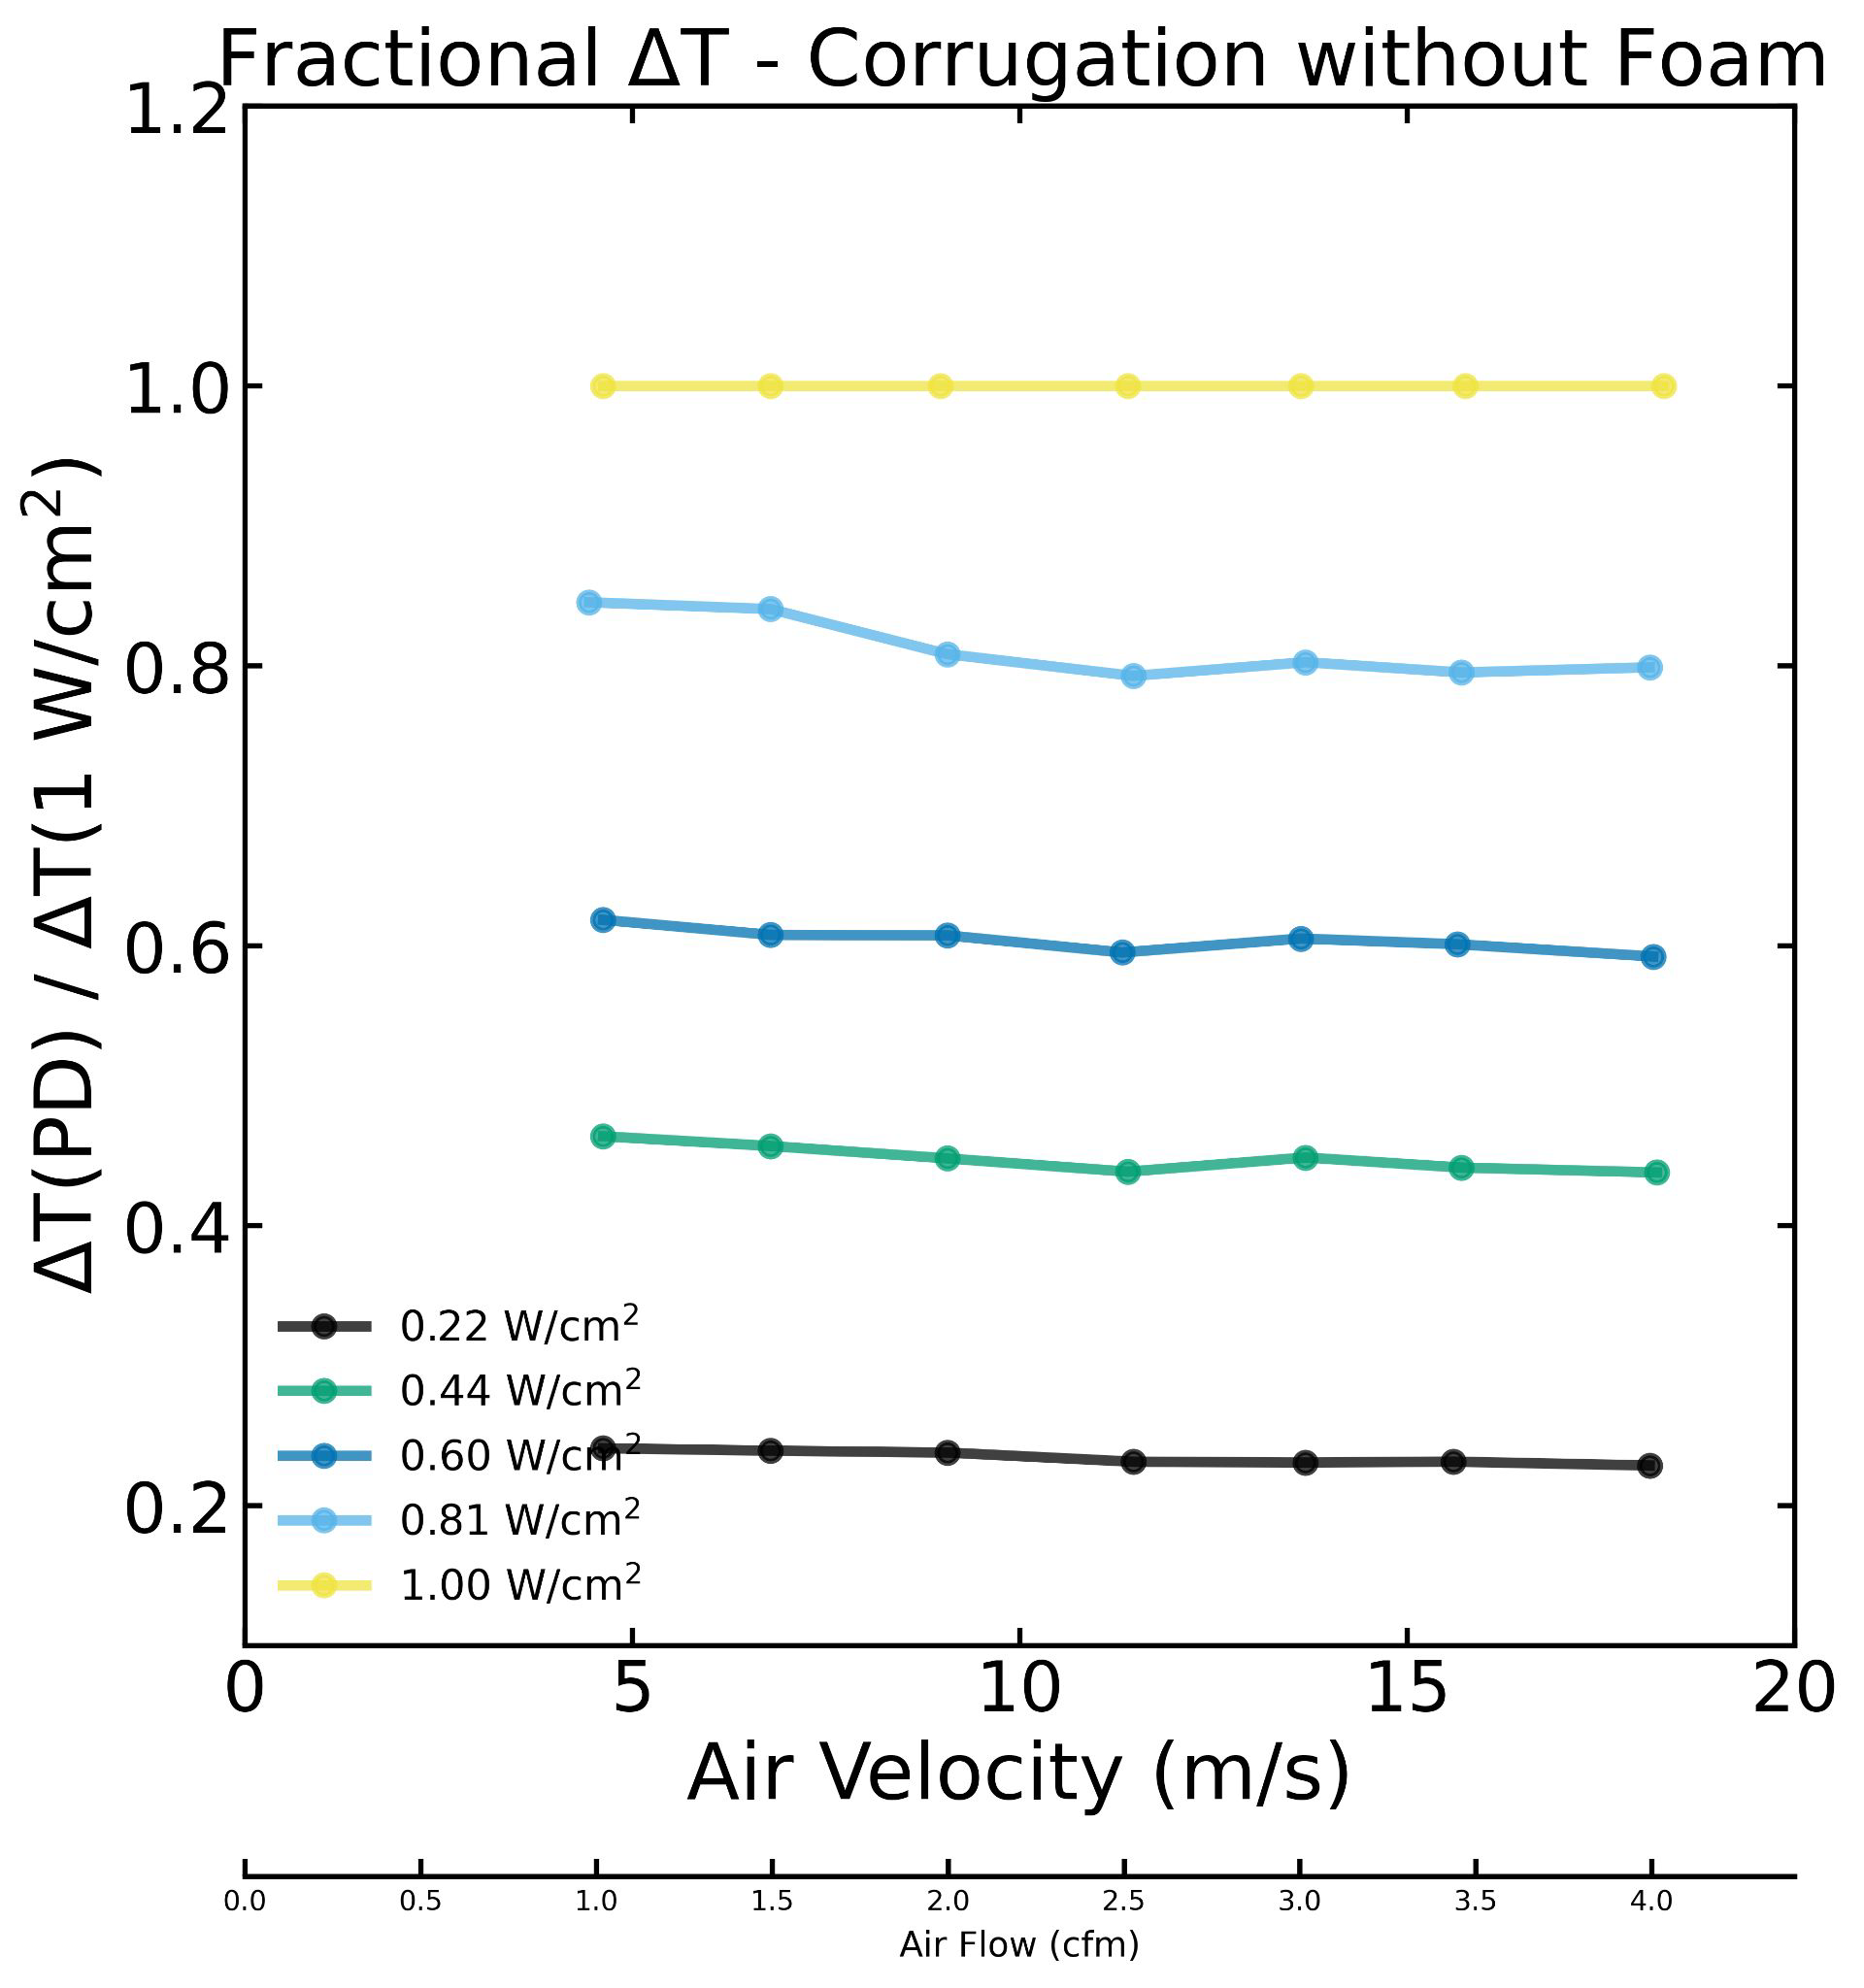 Fractional ΔT - Corrugation without Foam
ΔT(PD) / ΔT(1 W/cm²)
1.2
1.0
0.8
0.6
0.4
0.2
0.22 W/cm²
0.44 W/cm²
0.60 W/cm²
0.81 W/cm²
1.00 W/cm²
0 5 10 15 20
Air Velocity (m/s)
0.0 0.5 1.0 1.5 2.0 2.5 3.0 3.5 4.0
Air Flow (cfm)